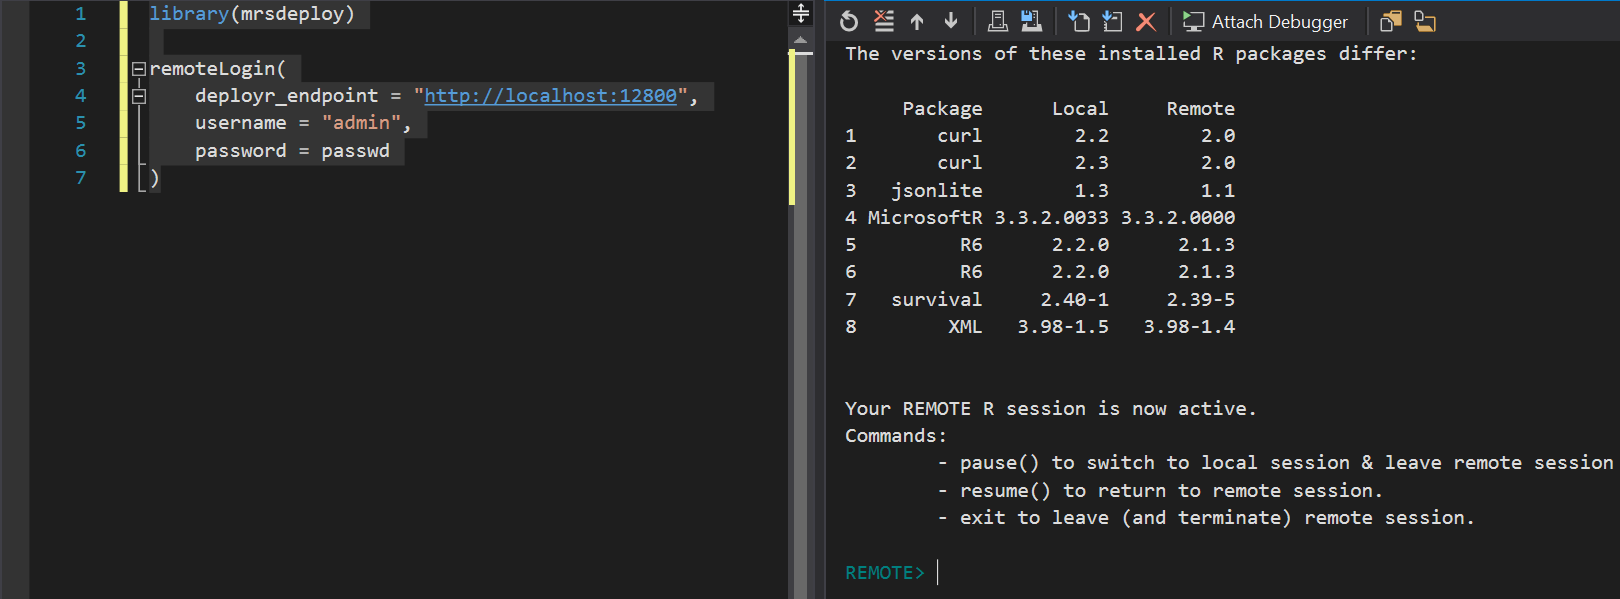 1 library(mrsdeploy)
2
3 remoteLogin(
4     deployr_endpoint = "http://localhost:12800",
5     username = "admin",
6     password = passwd
7 )
Attach Debugger
The versions of these installed R packages differ:
     Package      Local     Remote
1       curl        2.2        2.0
2       curl        2.3        2.0
3   jsonlite        1.3        1.1
4 MicrosoftR 3.3.2.0033 3.3.2.0000
5         R6      2.2.0      2.1.3
6         R6      2.2.0      2.1.3
7   survival     2.40-1     2.39-5
8        XML   3.98-1.5   3.98-1.4
Your REMOTE R session is now active.
Commands:
        - pause() to switch to local session & leave remote session
        - resume() to return to remote session.
        - exit to leave (and terminate) remote session.
REMOTE>